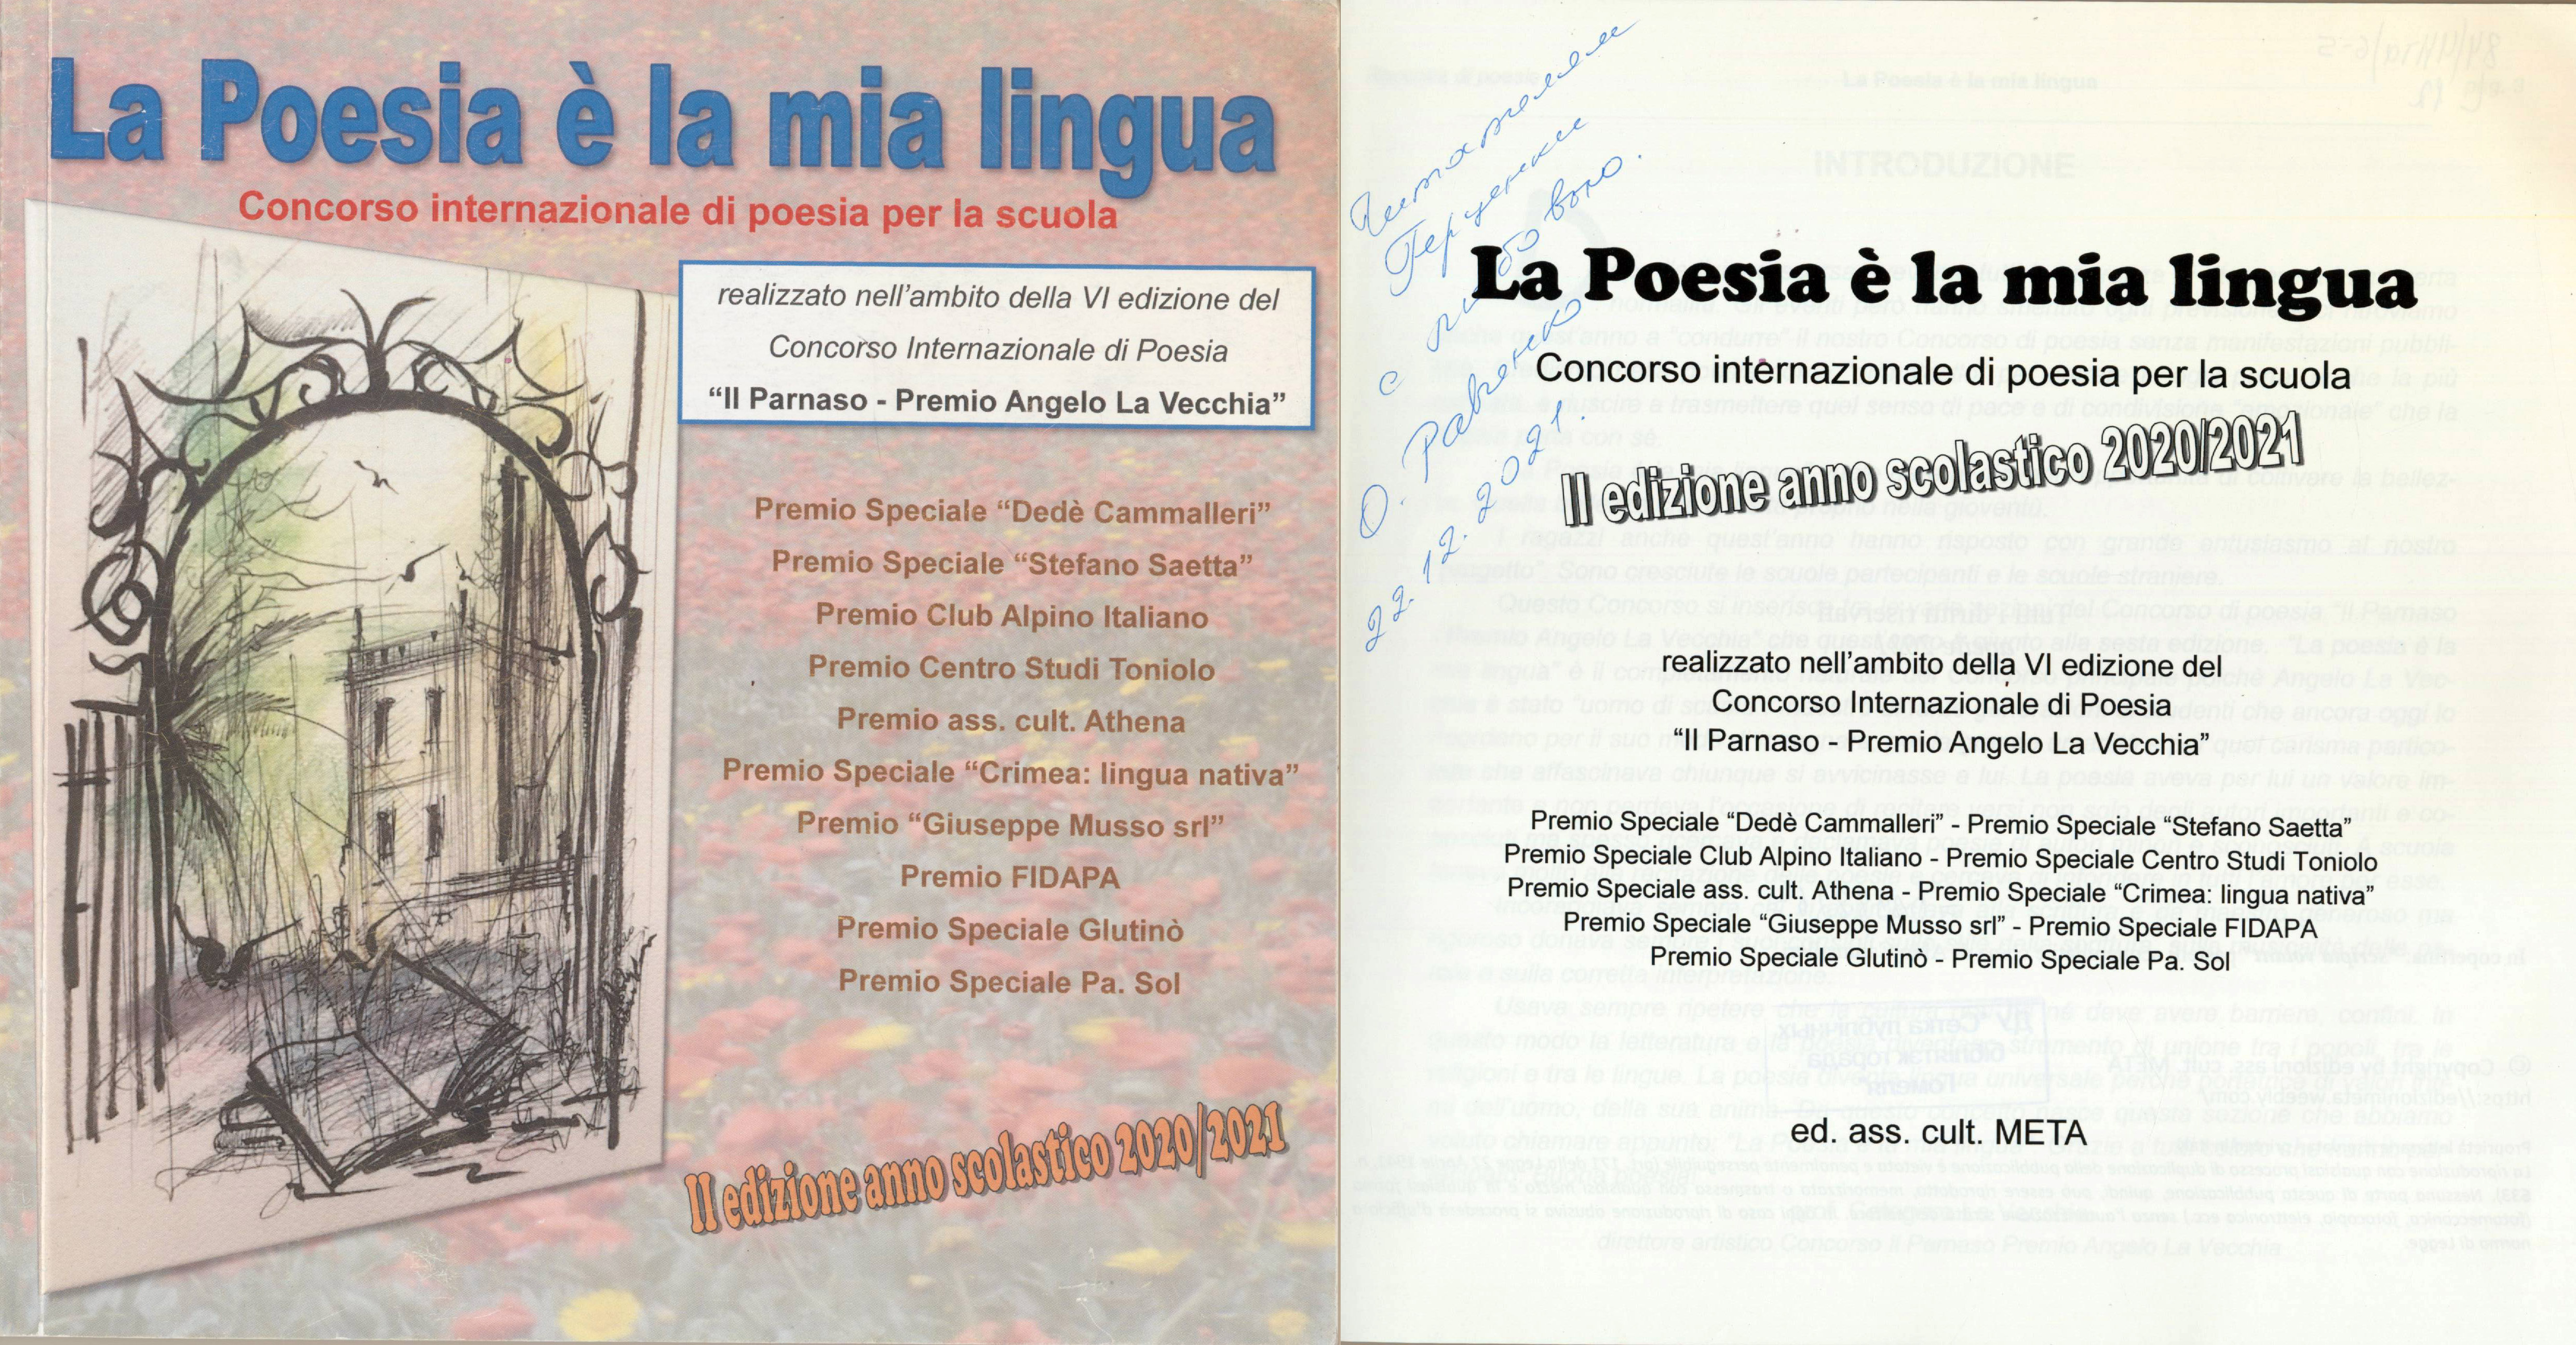 La Poesia è la mia lingua
Concorso internazionale di poesia per la scuola
realizzato nell'ambito della VI edizione del
Concorso Internazionale di Poesia
“Il Parnaso - Premio Angelo La Vecchia”
Premio Speciale “Dedè Cammalleri”
Premio Speciale “Stefano Saetta”
Premio Club Alpino Italiano
Premio Centro Studi Toniolo
Premio ass. cult. Athena
Premio Speciale “Crimea: lingua nativa”
Premio “Giuseppe Musso srl”
Premio FIDAPA
Premio Speciale Glutinò
Premio Speciale Pa. Sol
II edizione anno scolastico 2020/2021
Читателям
Герценки
с любовью.
О. Равченко
22.12.2021.
La Poesia è la mia lingua
Concorso internazionale di poesia per la scuola
II edizione anno scolastico 2020/2021
realizzato nell'ambito della VI edizione del
Concorso Internazionale di Poesia
“Il Parnaso - Premio Angelo La Vecchia”
Premio Speciale “Dedè Cammalleri” - Premio Speciale “Stefano Saetta”
Premio Speciale Club Alpino Italiano - Premio Speciale Centro Studi Toniolo
Premio Speciale ass. cult. Athena - Premio Speciale “Crimea: lingua nativa”
Premio Speciale “Giuseppe Musso srl” - Premio Speciale FIDAPA
Premio Speciale Glutinò - Premio Speciale Pa. Sol
ed. ass. cult. META